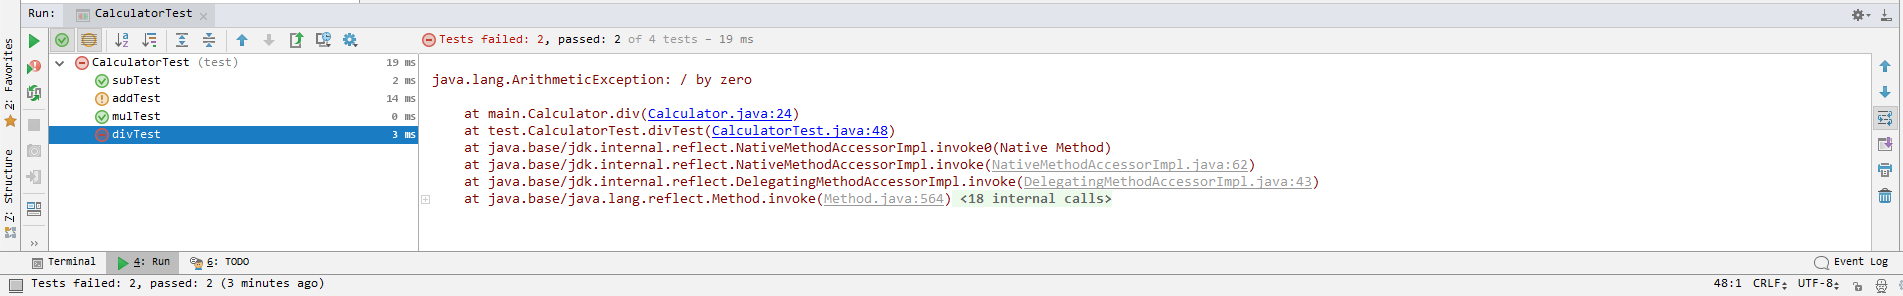 Run: CalculatorTest
Tests failed: 2, passed: 2 of 4 tests – 19 ms
CalculatorTest (test) 19 ms
subTest 2 ms
addTest 14 ms
mulTest 0 ms
divTest 3 ms
java.lang.ArithmeticException: / by zero
at main.Calculator.div(Calculator.java:24)
at test.CalculatorTest.divTest(CalculatorTest.java:48)
at java.base/jdk.internal.reflect.NativeMethodAccessorImpl.invoke0(Native Method)
at java.base/jdk.internal.reflect.NativeMethodAccessorImpl.invoke(NativeMethodAccessorImpl.java:62)
at java.base/jdk.internal.reflect.DelegatingMethodAccessorImpl.invoke(DelegatingMethodAccessorImpl.java:43)
at java.base/java.lang.reflect.Method.invoke(Method.java:564) <18 internal calls>
2: Favorites
Z: Structure
Terminal 4: Run 6: TODO Event Log
Tests failed: 2, passed: 2 (3 minutes ago) 48:1 CRLF UTF-8